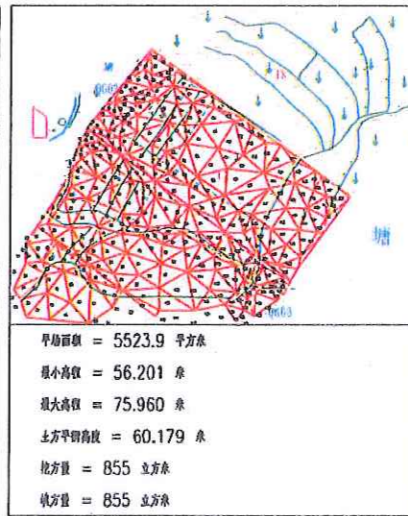 塘
平场面积 = 5523.9 平方米
最小高程 = 56.201 米
最大高程 = 75.960 米
土方平衡高度 = 60.179 米
挖方量 = 855 立方米
填方量 = 855 立方米